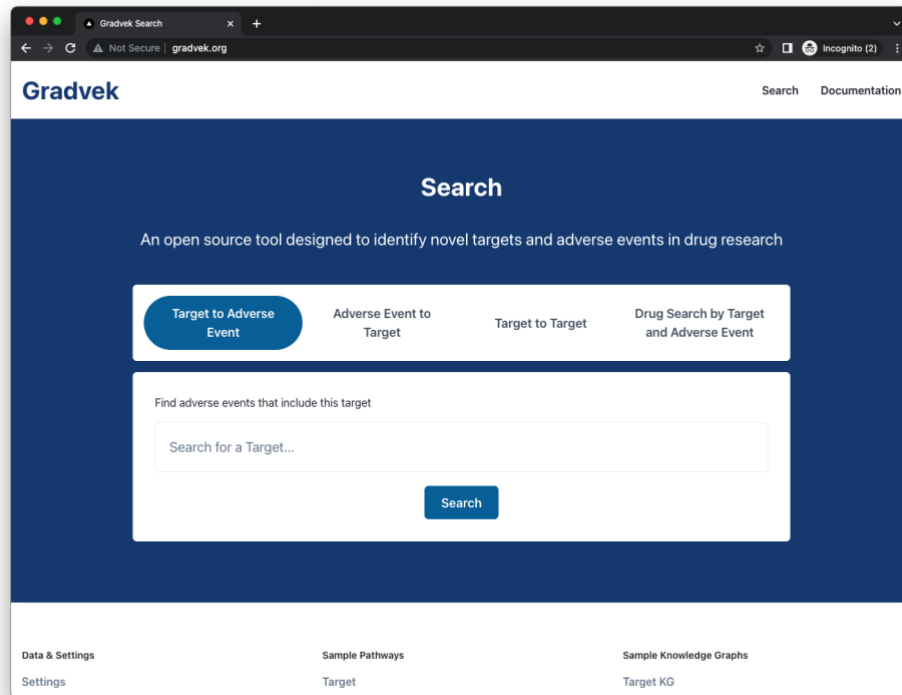 Gradvek Search
Not Secure | gradvek.org
Incognito (2)
Gradvek
Search
Documentation
Search
An open source tool designed to identify novel targets and adverse events in drug research
Target to Adverse
Event
Adverse Event to
Target
Target to Target
Drug Search by Target
and Adverse Event
Find adverse events that include this target
Search for a Target...
Search
Data & Settings
Sample Pathways
Sample Knowledge Graphs
Settings
Target
Target KG